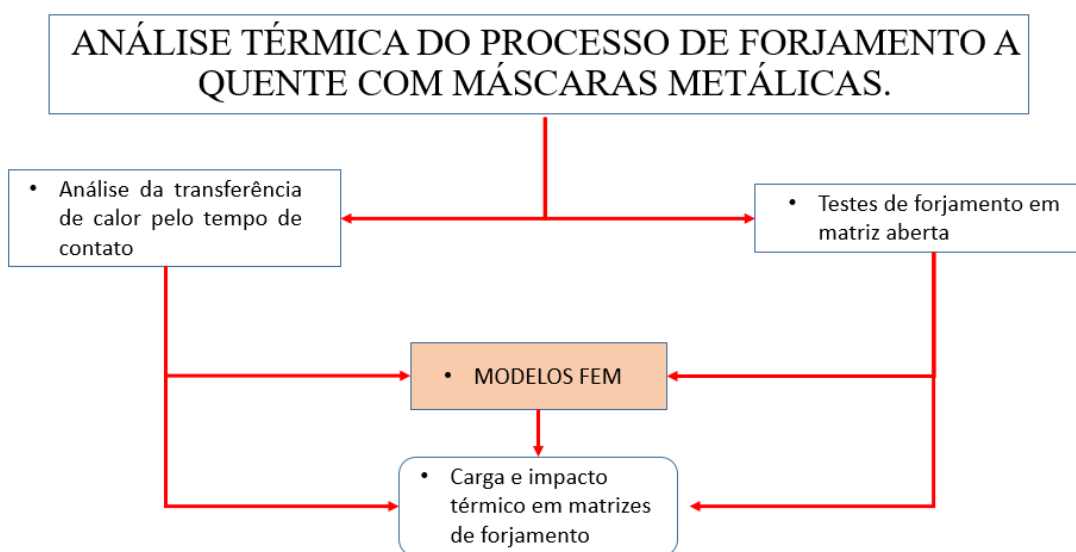 ANÁLISE TÉRMICA DO PROCESSO DE FORJAMENTO A
QUENTE COM MÁSCARAS METÁLICAS.
• Análise da transferência
de calor pelo tempo de
contato
• Testes de forjamento em
matriz aberta
• MODELOS FEM
• Carga e impacto
térmico em matrizes
de forjamento